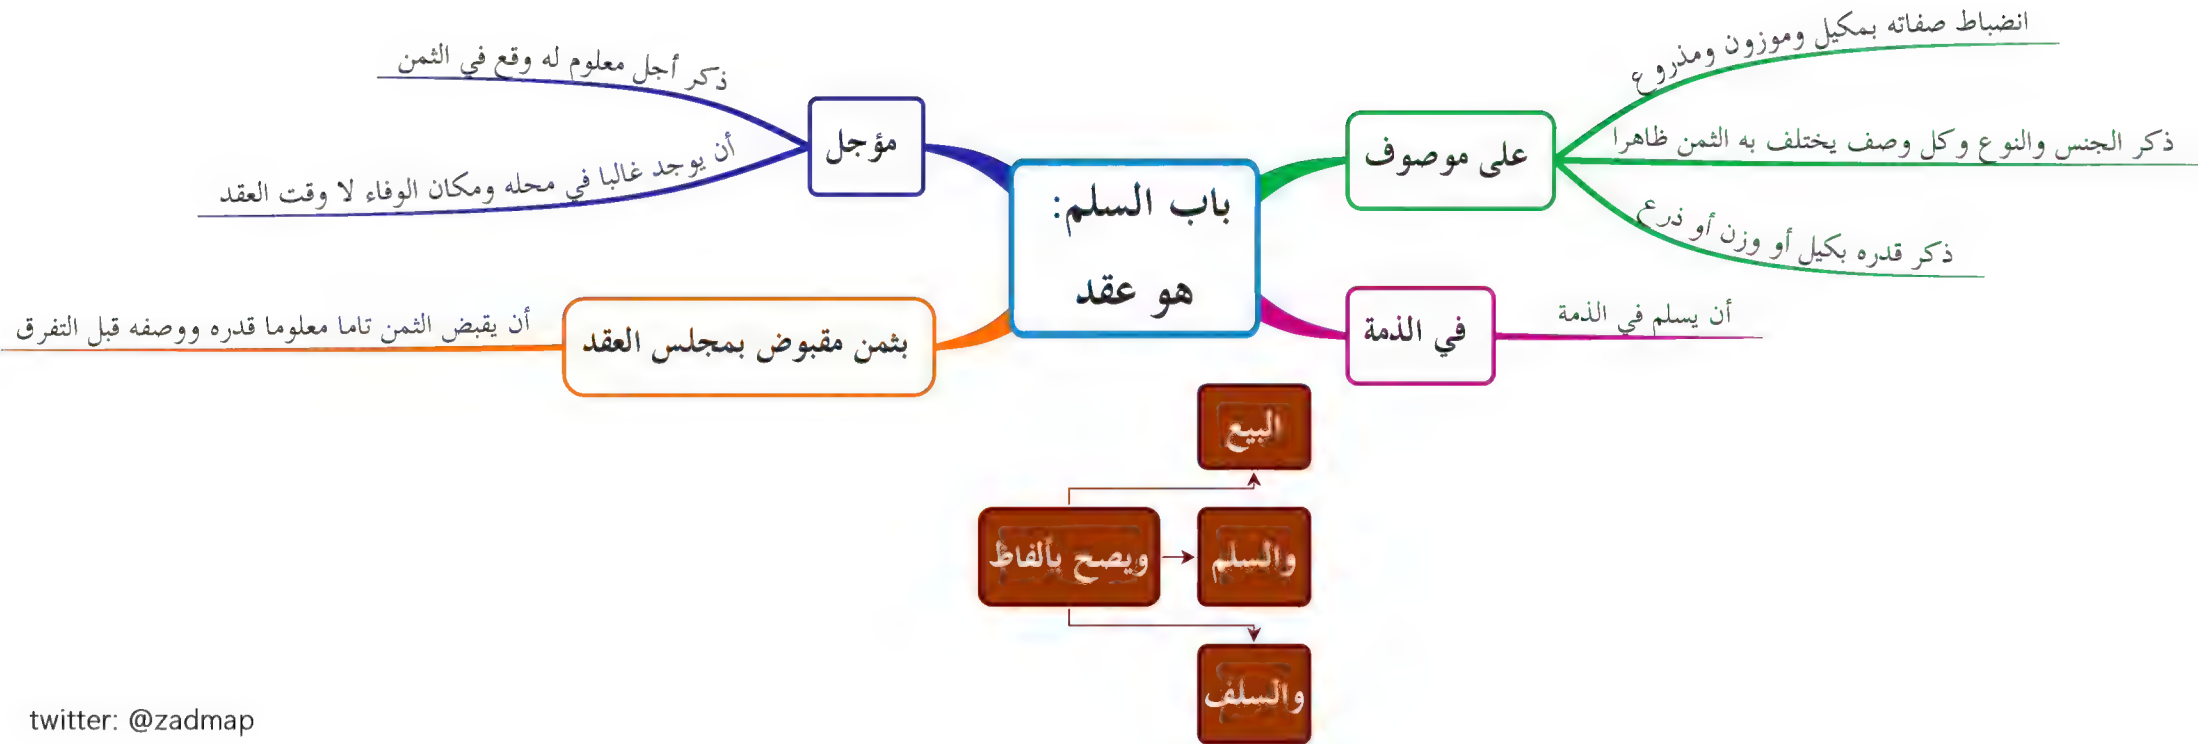 باب السلم:
هو عقد
على موصوف
انضباط صفاته بمكيل وموزون ومذروع
ذكر الجنس والنوع وكل وصف يختلف به الثمن ظاهرا
ذكر قدره بكيل أو وزن أو ذرع
في الذمة
أن يسلم في الذمة
مؤجل
ذكر أجل معلوم له وقع في الثمن
أن يوجد غالبا في محله ومكان الوفاء لا وقت العقد
بثمن مقبوض بمجلس العقد
أن يقبض الثمن تاما معلوما قدره ووصفه قبل التفرق
ويصح بألفاظ
البيع
والسلم
والسلف
twitter: @zadmap